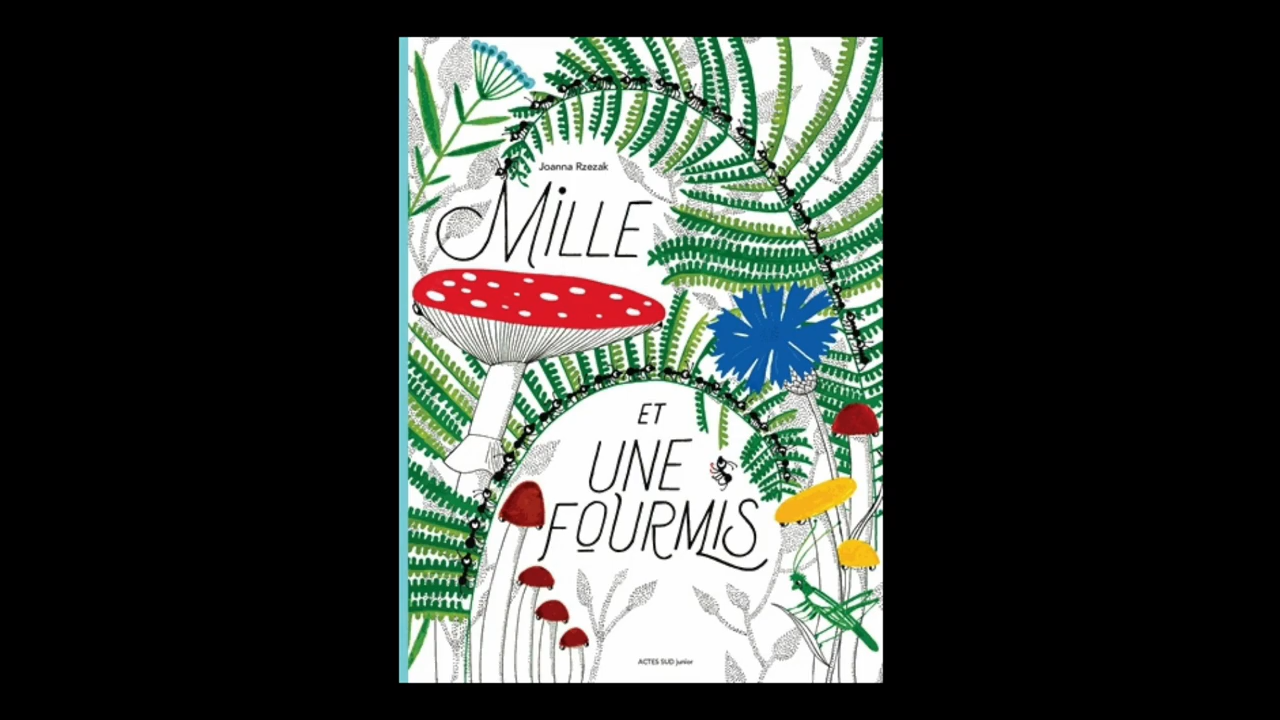 Joanna Rzezak
MiLLE
ET
UNE
FOURMIS
ACTES SUD junior